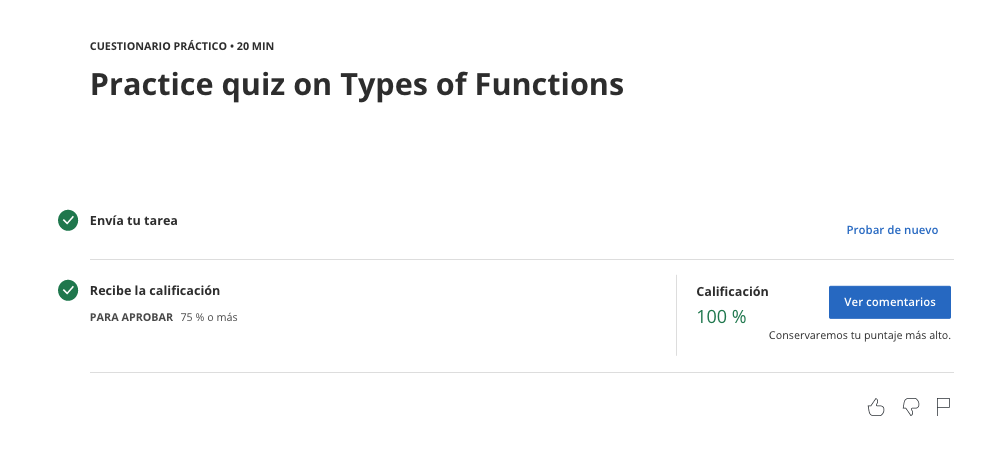 CUESTIONARIO PRÁCTICO • 20 MIN
Practice quiz on Types of Functions
Envía tu tarea
Probar de nuevo
Recibe la calificación
PARA APROBAR 75 % o más
Calificación
100 %
Ver comentarios
Conservaremos tu puntaje más alto.